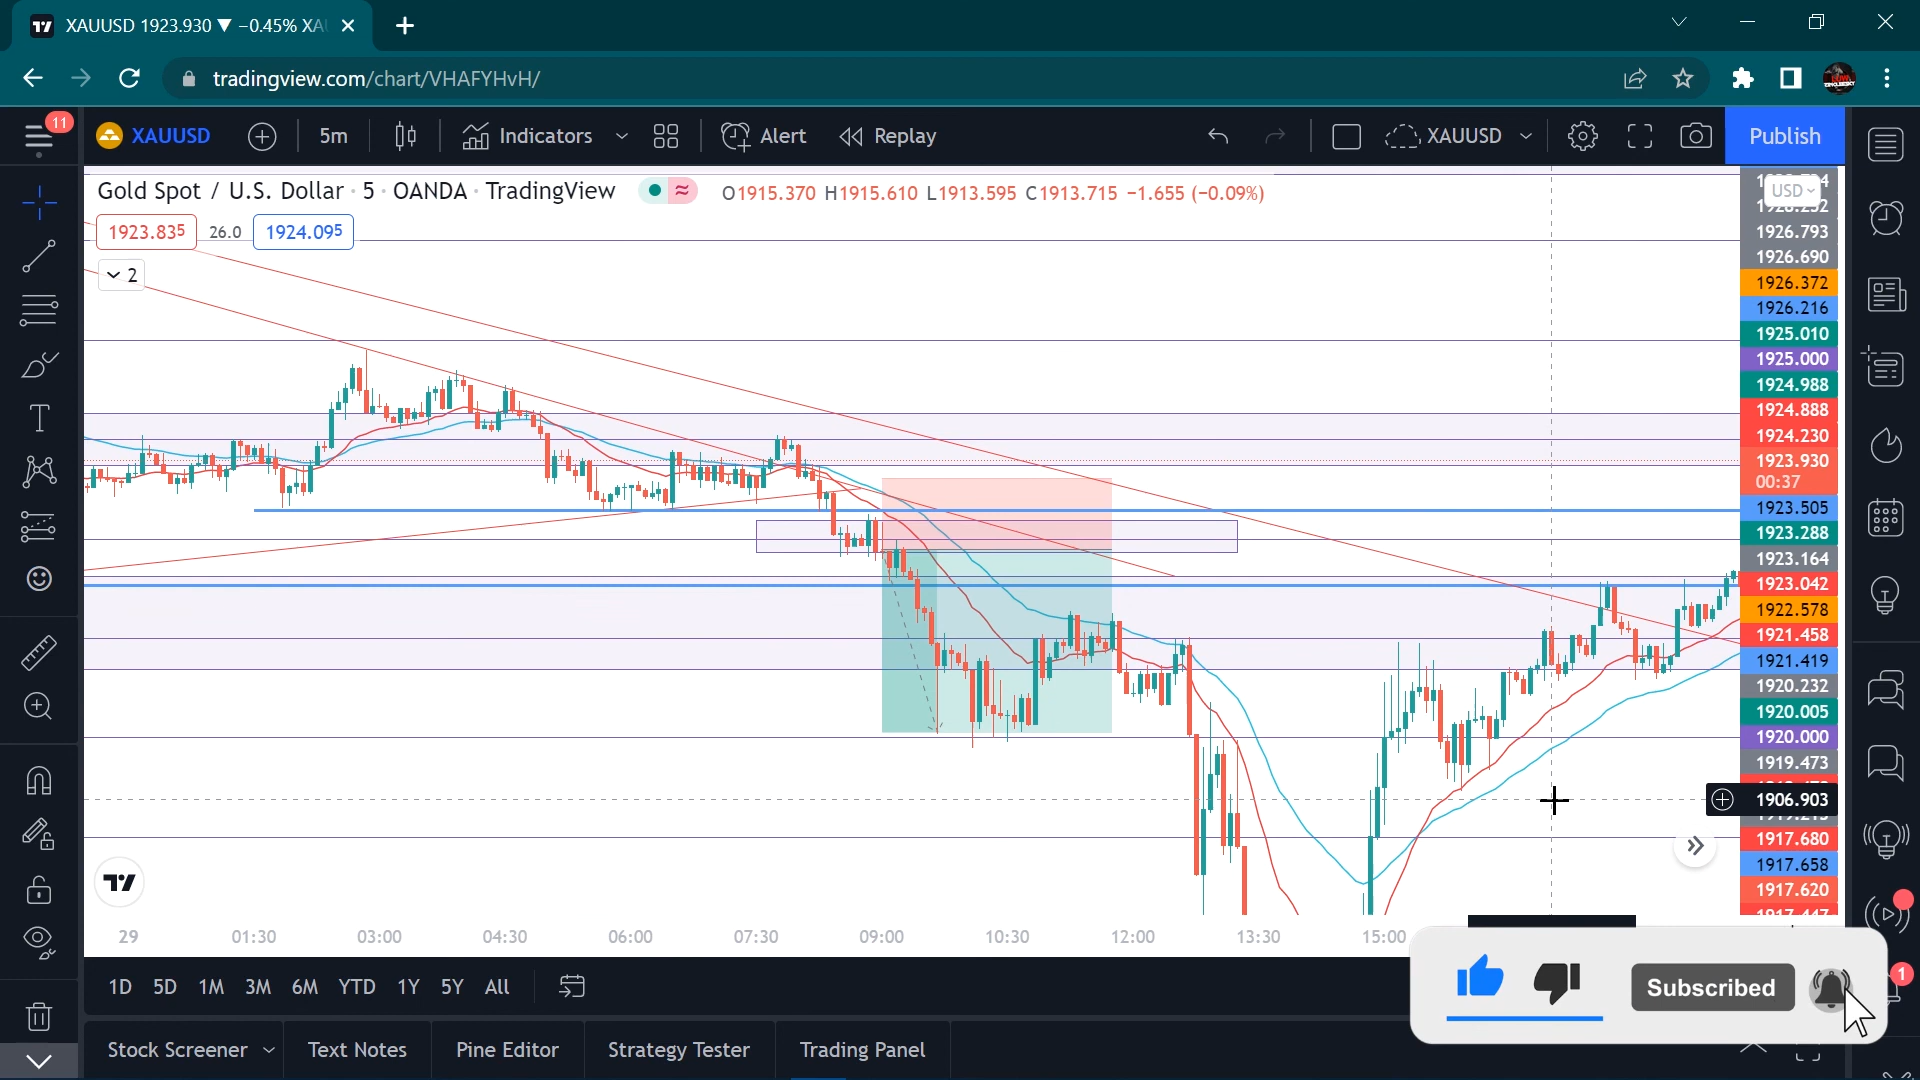 XAUUSD 1923.930 ▼ −0.45% XAU
tradingview.com/chart/VHAFYHvH/
11
XAUUSD
5m
Indicators
Alert
Replay
XAUUSD
Publish
Gold Spot / U.S. Dollar · 5 · OANDA · TradingView
O1915.370 H1915.610 L1913.595 C1913.715 −1.655 (−0.09%)
1923.835
26.0
1924.095
2
USD
1926.793
1926.690
1926.372
1926.216
1925.010
1925.000
1924.988
1924.888
1924.230
1923.930
00:37
1923.505
1923.288
1923.164
1923.042
1922.578
1921.458
1921.419
1920.232
1920.005
1920.000
1919.473
1906.903
1917.680
1917.658
1917.620
29
01:30
03:00
04:30
06:00
07:30
09:00
10:30
12:00
13:30
15:00
1D 5D 1M 3M 6M YTD 1Y 5Y All
Subscribed
1
Stock Screener
Text Notes
Pine Editor
Strategy Tester
Trading Panel